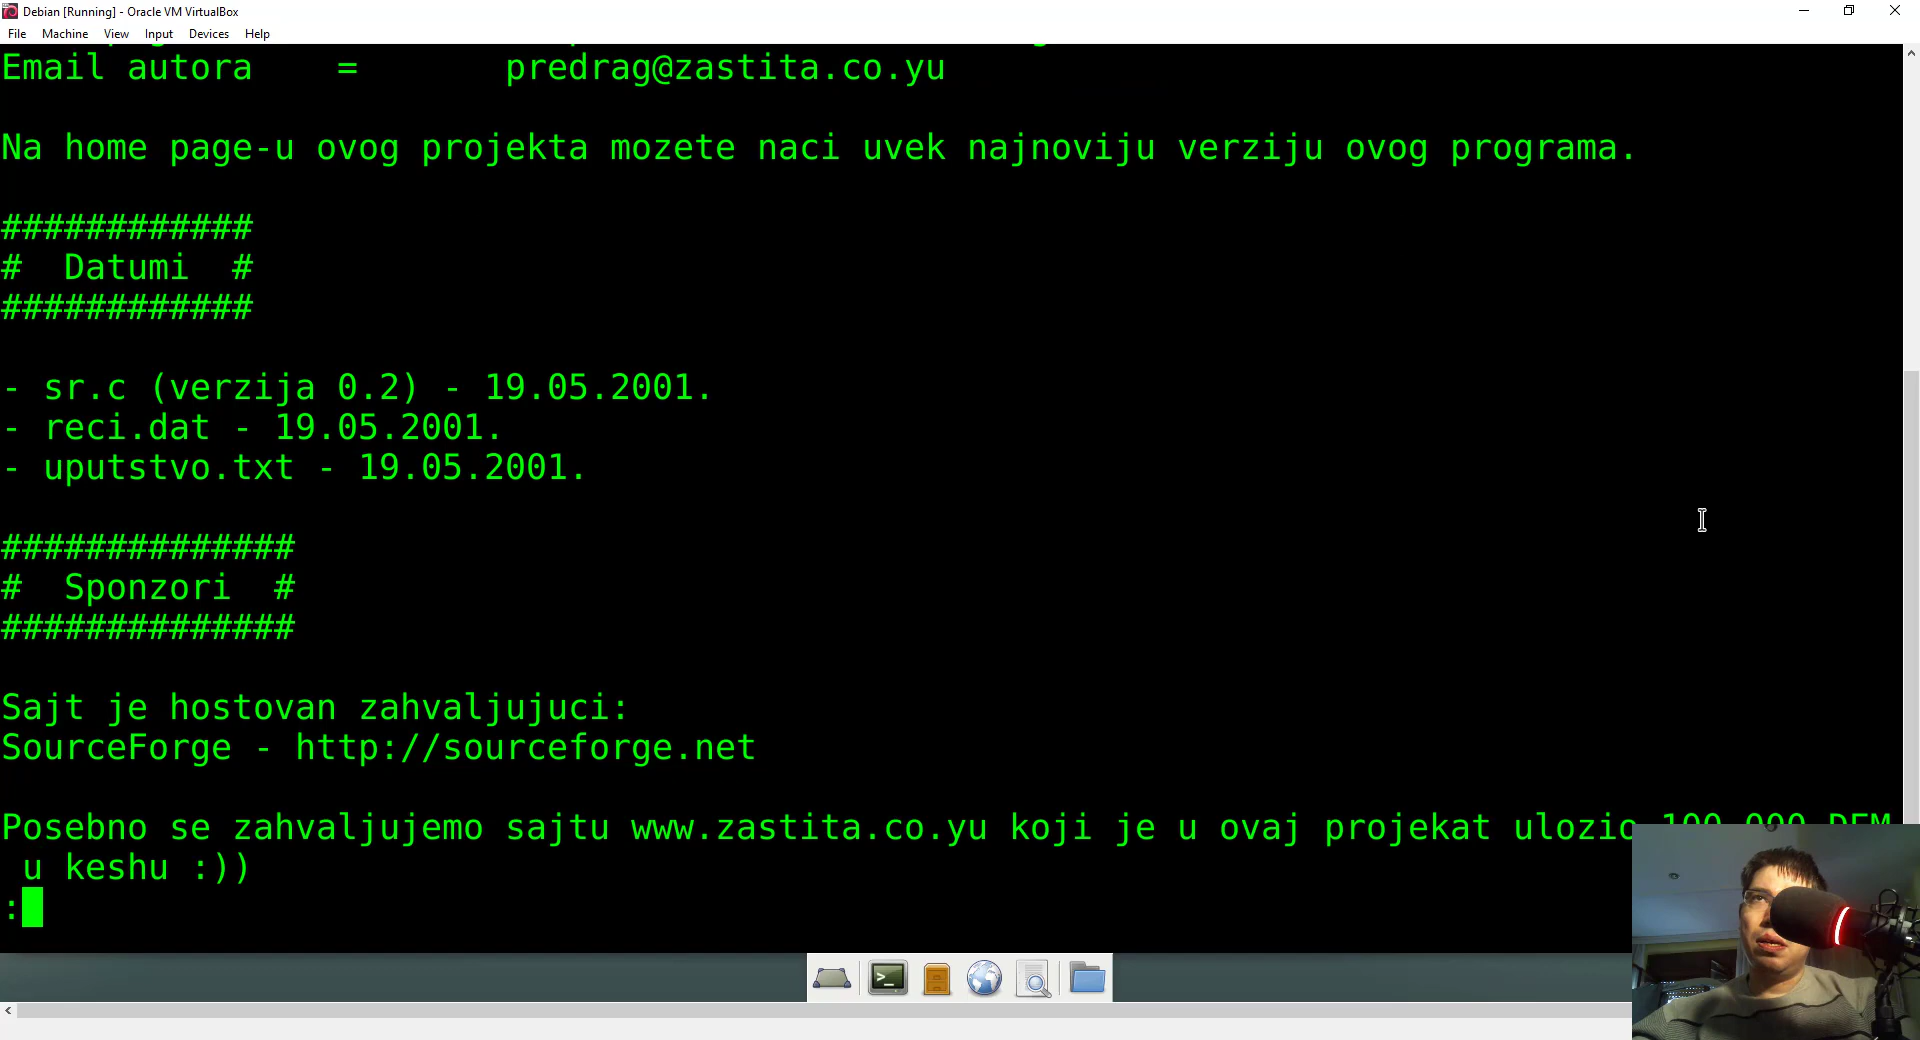 Debian [Running] - Oracle VM VirtualBox
File Machine View Input Devices Help
Email autora = predrag@zastita.co.yu
Na home page-u ovog projekta mozete naci uvek najnoviju verziju ovog programa.
############
# Datumi #
############
- sr.c (verzija 0.2) - 19.05.2001.
- reci.dat - 19.05.2001.
- uputstvo.txt - 19.05.2001.
##############
# Sponzori #
##############
Sajt je hostovan zahvaljujuci:
SourceForge - http://sourceforge.net
Posebno se zahvaljujemo sajtu www.zastita.co.yu koji je u ovaj projekat ulozio 100 000 DEM
u keshu :))
: